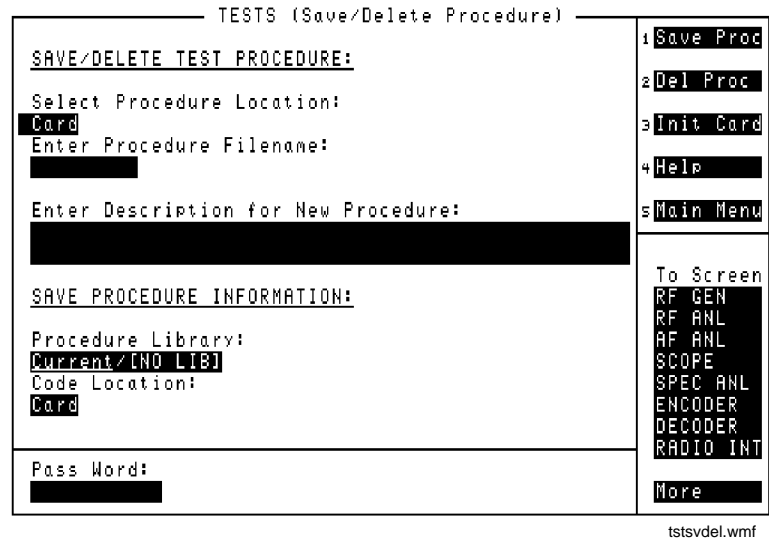 TESTS (Save/Delete Procedure)
SAVE/DELETE TEST PROCEDURE:
Select Procedure Location:
Card
Enter Procedure Filename:
Enter Description for New Procedure:
SAVE PROCEDURE INFORMATION:
Procedure Library:
Current/[NO LIB]
Code Location:
Card
Pass Word:
1 Save Proc
2 Del Proc
3 Init Card
4 Help
5 Main Menu
To Screen
RF GEN
RF ANL
AF ANL
SCOPE
SPEC ANL
ENCODER
DECODER
RADIO INT
More
tstsvdel.wmf